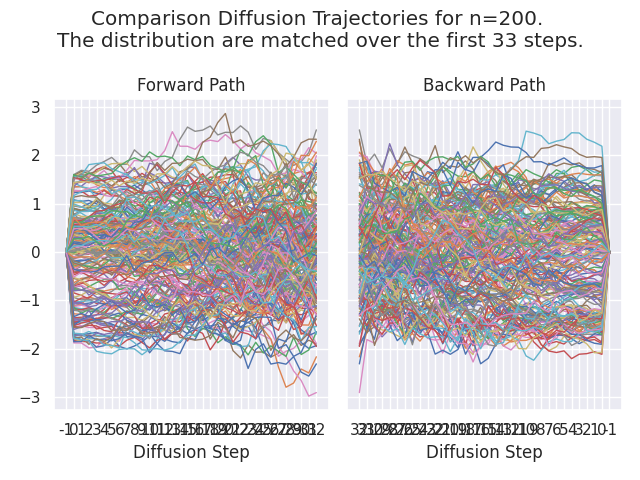 Comparison Diffusion Trajectories for n=200.
The distribution are matched over the first 33 steps.
Forward Path
Backward Path
3
2
1
0
−1
−2
−3
Diffusion Step
Diffusion Step